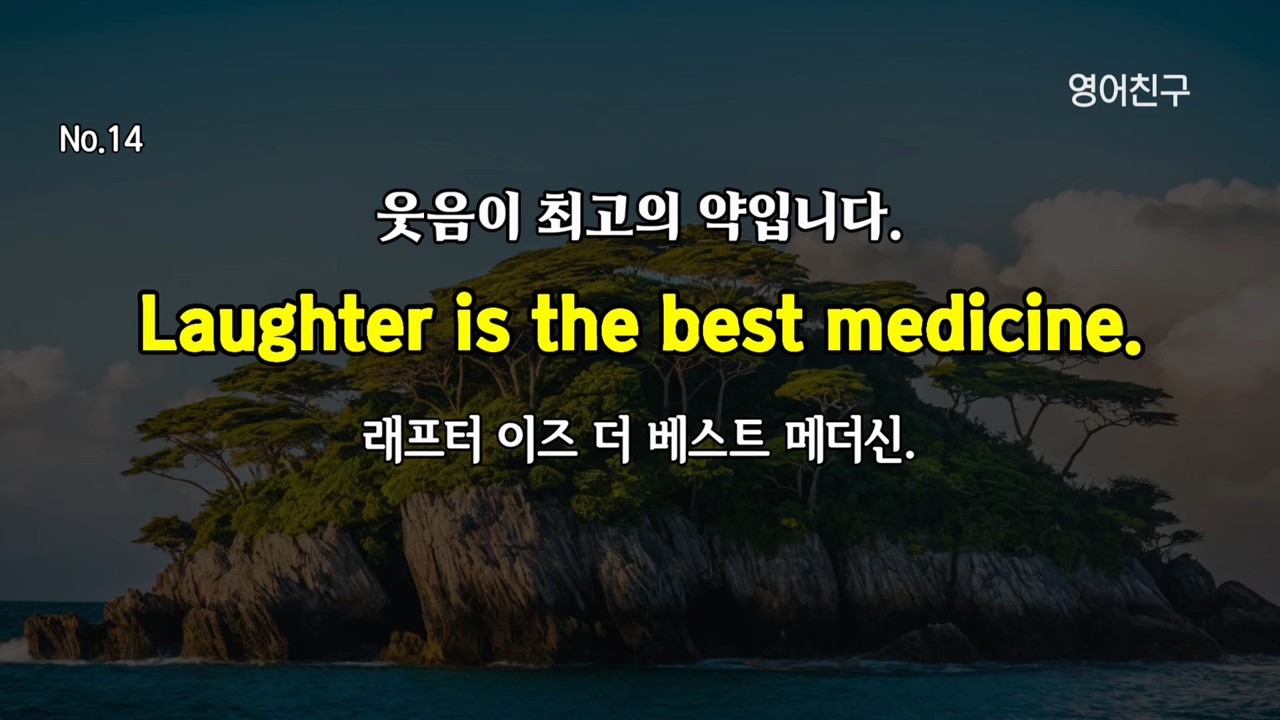 영어친구
No.14
웃음이 최고의 약입니다.
Laughter is the best medicine.
래프터 이즈 더 베스트 메더신.